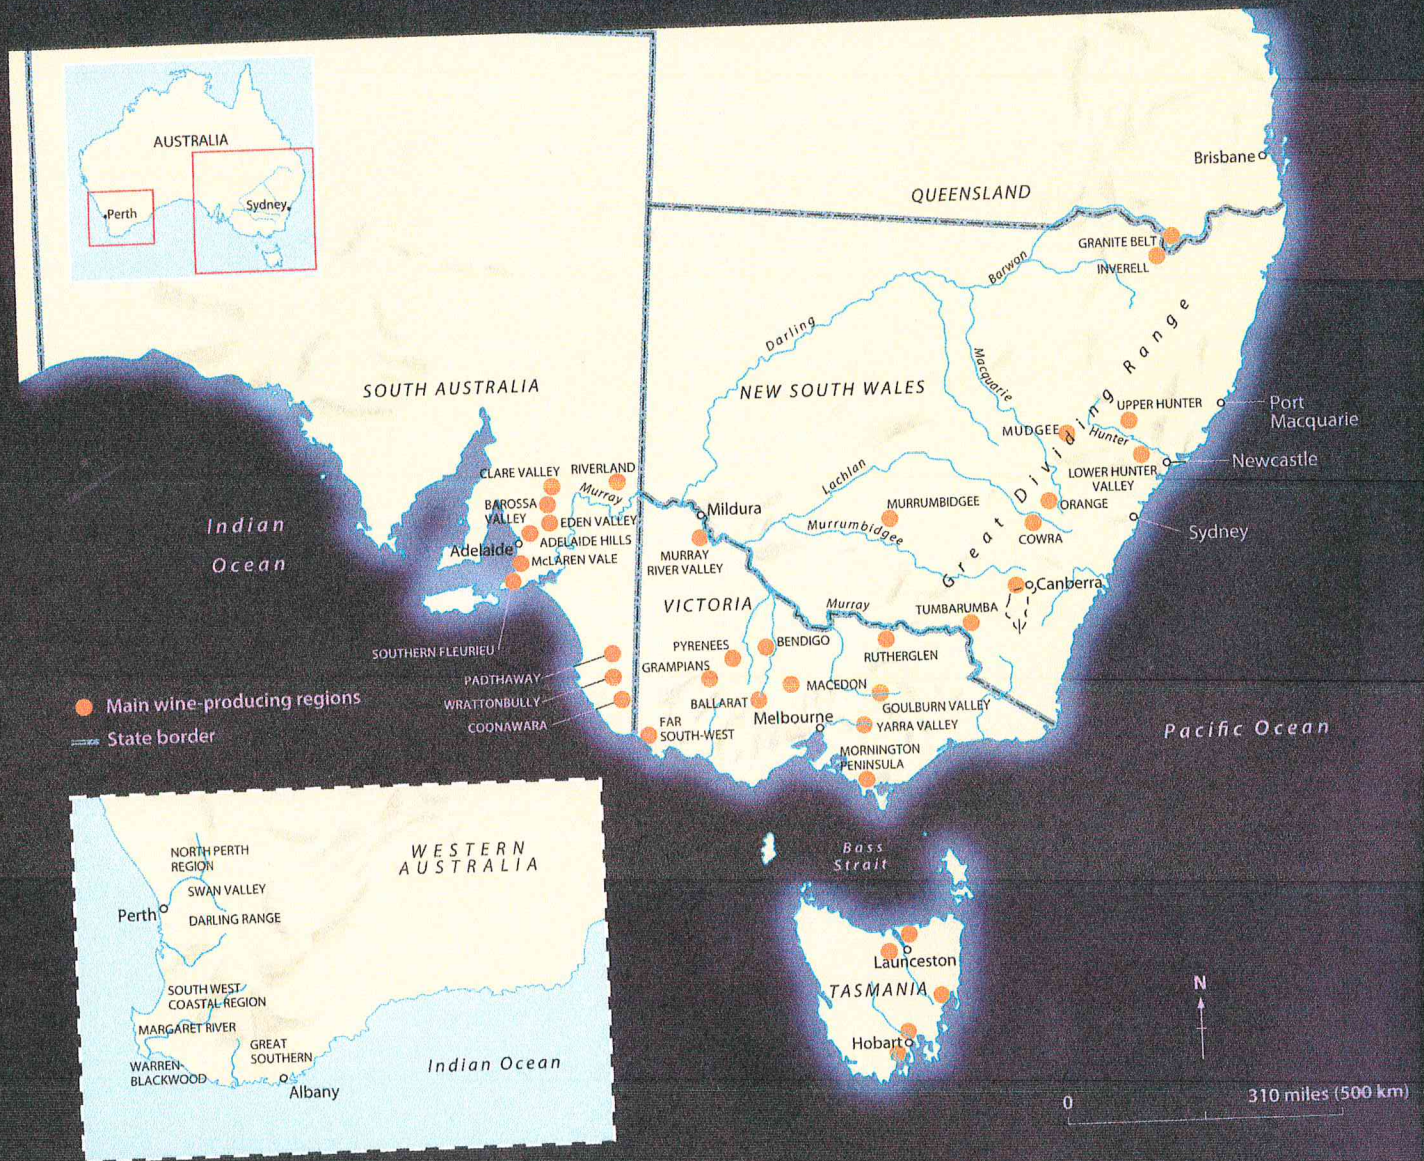 AUSTRALIA
Perth
Sydney
Brisbane
QUEENSLAND
GRANITE BELT
INVERELL
Barwon
Darling
Macquarie
Great Dividing Range
SOUTH AUSTRALIA
NEW SOUTH WALES
UPPER HUNTER
Port
Macquarie
MUDGEE
Hunter
Newcastle
LOWER HUNTER
VALLEY
CLARE VALLEY
RIVERLAND
Lachlan
BAROSSA
VALLEY
Murray
Mildura
MURRUMBIDGEE
ORANGE
Indian
Ocean
EDEN VALLEY
Murrumbidgee
Sydney
Adelaide
ADELAIDE HILLS
COWRA
McLAREN VALE
MURRAY
RIVER VALLEY
Canberra
VICTORIA
Murray
TUMBARUMBA
SOUTHERN FLEURIEU
PYRENEES
BENDIGO
RUTHERGLEN
PADTHAWAY
GRAMPIANS
MACEDON
WRATTONBULLY
BALLARAT
GOULBURN VALLEY
COONAWARA
FAR
SOUTH-WEST
Melbourne
YARRA VALLEY
MORNINGTON
PENINSULA
Main wine-producing regions
State border
Pacific Ocean
Bass
Strait
Launceston
TASMANIA
Hobart
NORTH PERTH
REGION
WESTERN
AUSTRALIA
SWAN VALLEY
Perth
DARLING RANGE
SOUTH WEST
COASTAL REGION
MARGARET RIVER
GREAT
SOUTHERN
WARREN-
BLACKWOOD
Albany
Indian Ocean
N
0
310 miles (500 km)